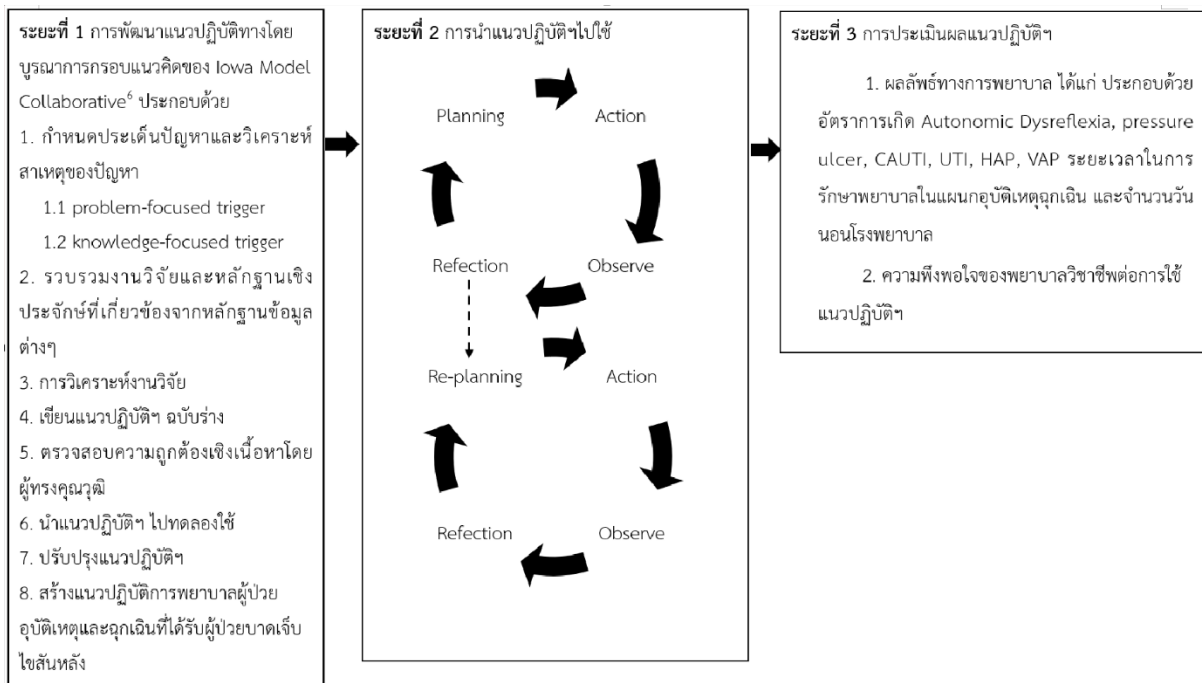 ระยะที่ 1 การพัฒนาแนวปฏิบัติทางโดย
บูรณาการกรอบแนวคิดของ Iowa Model
Collaborative⁶ ประกอบด้วย
1. กำหนดประเด็นปัญหาและวิเคราะห์
สาเหตุของปัญหา
1.1 problem-focused trigger
1.2 knowledge-focused trigger
2. รวบรวมงานวิจัยและหลักฐานเชิง
ประจักษ์ที่เกี่ยวข้องจากหลักฐานข้อมูล
ต่างๆ
3. การวิเคราะห์งานวิจัย
4. เขียนแนวปฏิบัติฯ ฉบับร่าง
5. ตรวจสอบความถูกต้องเชิงเนื้อหาโดย
ผู้ทรงคุณวุฒิ
6. นำแนวปฏิบัติฯ ไปทดลองใช้
7. ปรับปรุงแนวปฏิบัติฯ
8. สร้างแนวปฏิบัติการพยาบาลผู้ป่วย
อุบัติเหตุและฉุกเฉินที่ได้รับผู้ป่วยบาดเจ็บ
ไขสันหลัง
ระยะที่ 2 การนำแนวปฏิบัติฯไปใช้
Planning
Action
Refection
Observe
Re-planning
Action
Refection
Observe
ระยะที่ 3 การประเมินผลแนวปฏิบัติฯ
1. ผลลัพธ์ทางการพยาบาล ได้แก่ ประกอบด้วย
อัตราการเกิด Autonomic Dysreflexia, pressure
ulcer, CAUTI, UTI, HAP, VAP ระยะเวลาในการ
รักษาพยาบาลในแผนกอุบัติเหตุฉุกเฉิน และจำนวนวัน
นอนโรงพยาบาล
2. ความพึงพอใจของพยาบาลวิชาชีพต่อการใช้
แนวปฏิบัติฯ